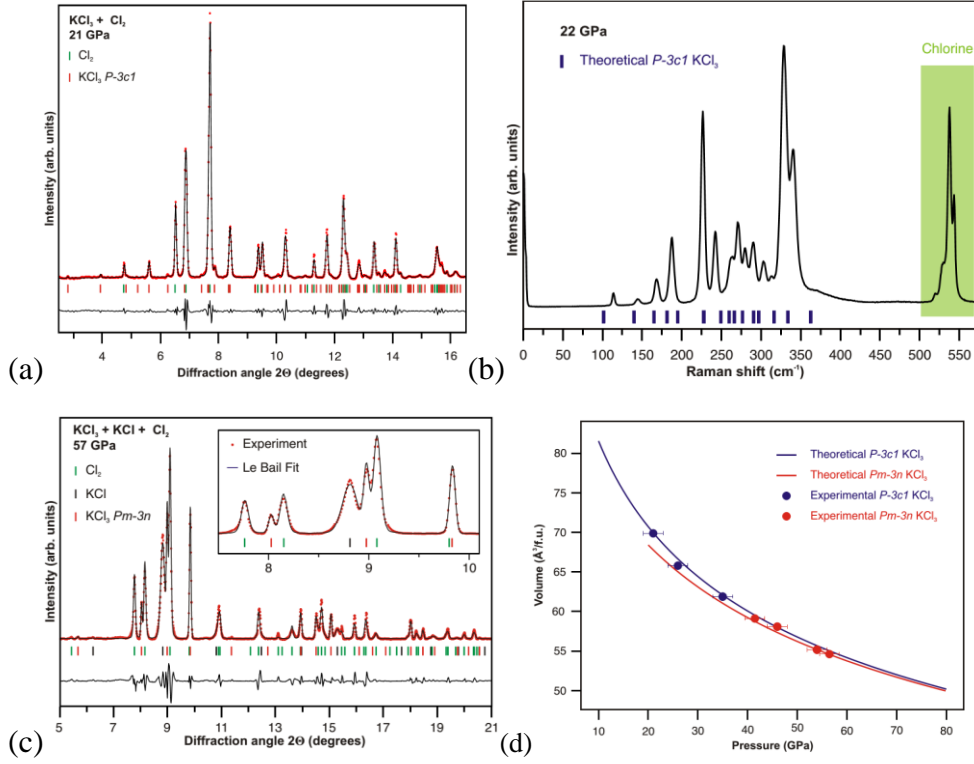 KCl₃ + Cl₂
21 GPa
Cl₂
KCl₃ P-3c1
Intensity (arb. units)
4 6 8 10 12 14 16
Diffraction angle 2Θ (degrees)
(a)
22 GPa
Theoretical P-3c1 KCl₃
Chlorine
Intensity (arb. units)
0 50 100 150 200 250 300 350 400 450 500 550
Raman shift (cm⁻¹)
(b)
KCl₃ + KCl + Cl₂
57 GPa
Cl₂
KCl
KCl₃ Pm-3n
Experiment
Le Bail Fit
8 9 10
Intensity (arb. units)
5 7 9 11 13 15 17 19 21
Diffraction angle 2Θ (degrees)
(c)
Theoretical P-3c1 KCl₃
Theoretical Pm-3n KCl₃
Experimental P-3c1 KCl₃
Experimental Pm-3n KCl₃
Volume (Å³/f.u.)
80
75
70
65
60
55
50
10 20 30 40 50 60 70 80
Pressure (GPa)
(d)